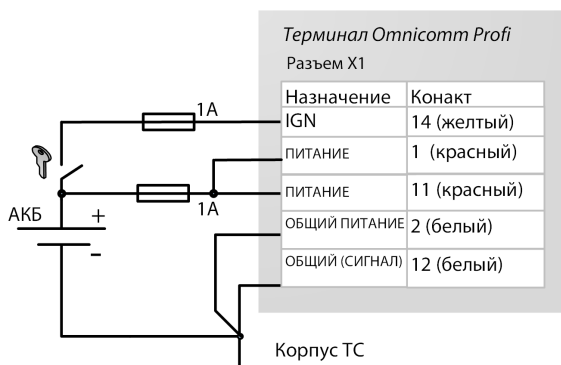 Терминал Omnicomm Profi
Разъем X1
Назначение Конакт
IGN 14 (желтый)
ПИТАНИЕ 1 (красный)
ПИТАНИЕ 11 (красный)
ОБЩИЙ ПИТАНИЕ 2 (белый)
ОБЩИЙ (СИГНАЛ) 12 (белый)
1А
1А
АКБ +
-
Корпус ТС